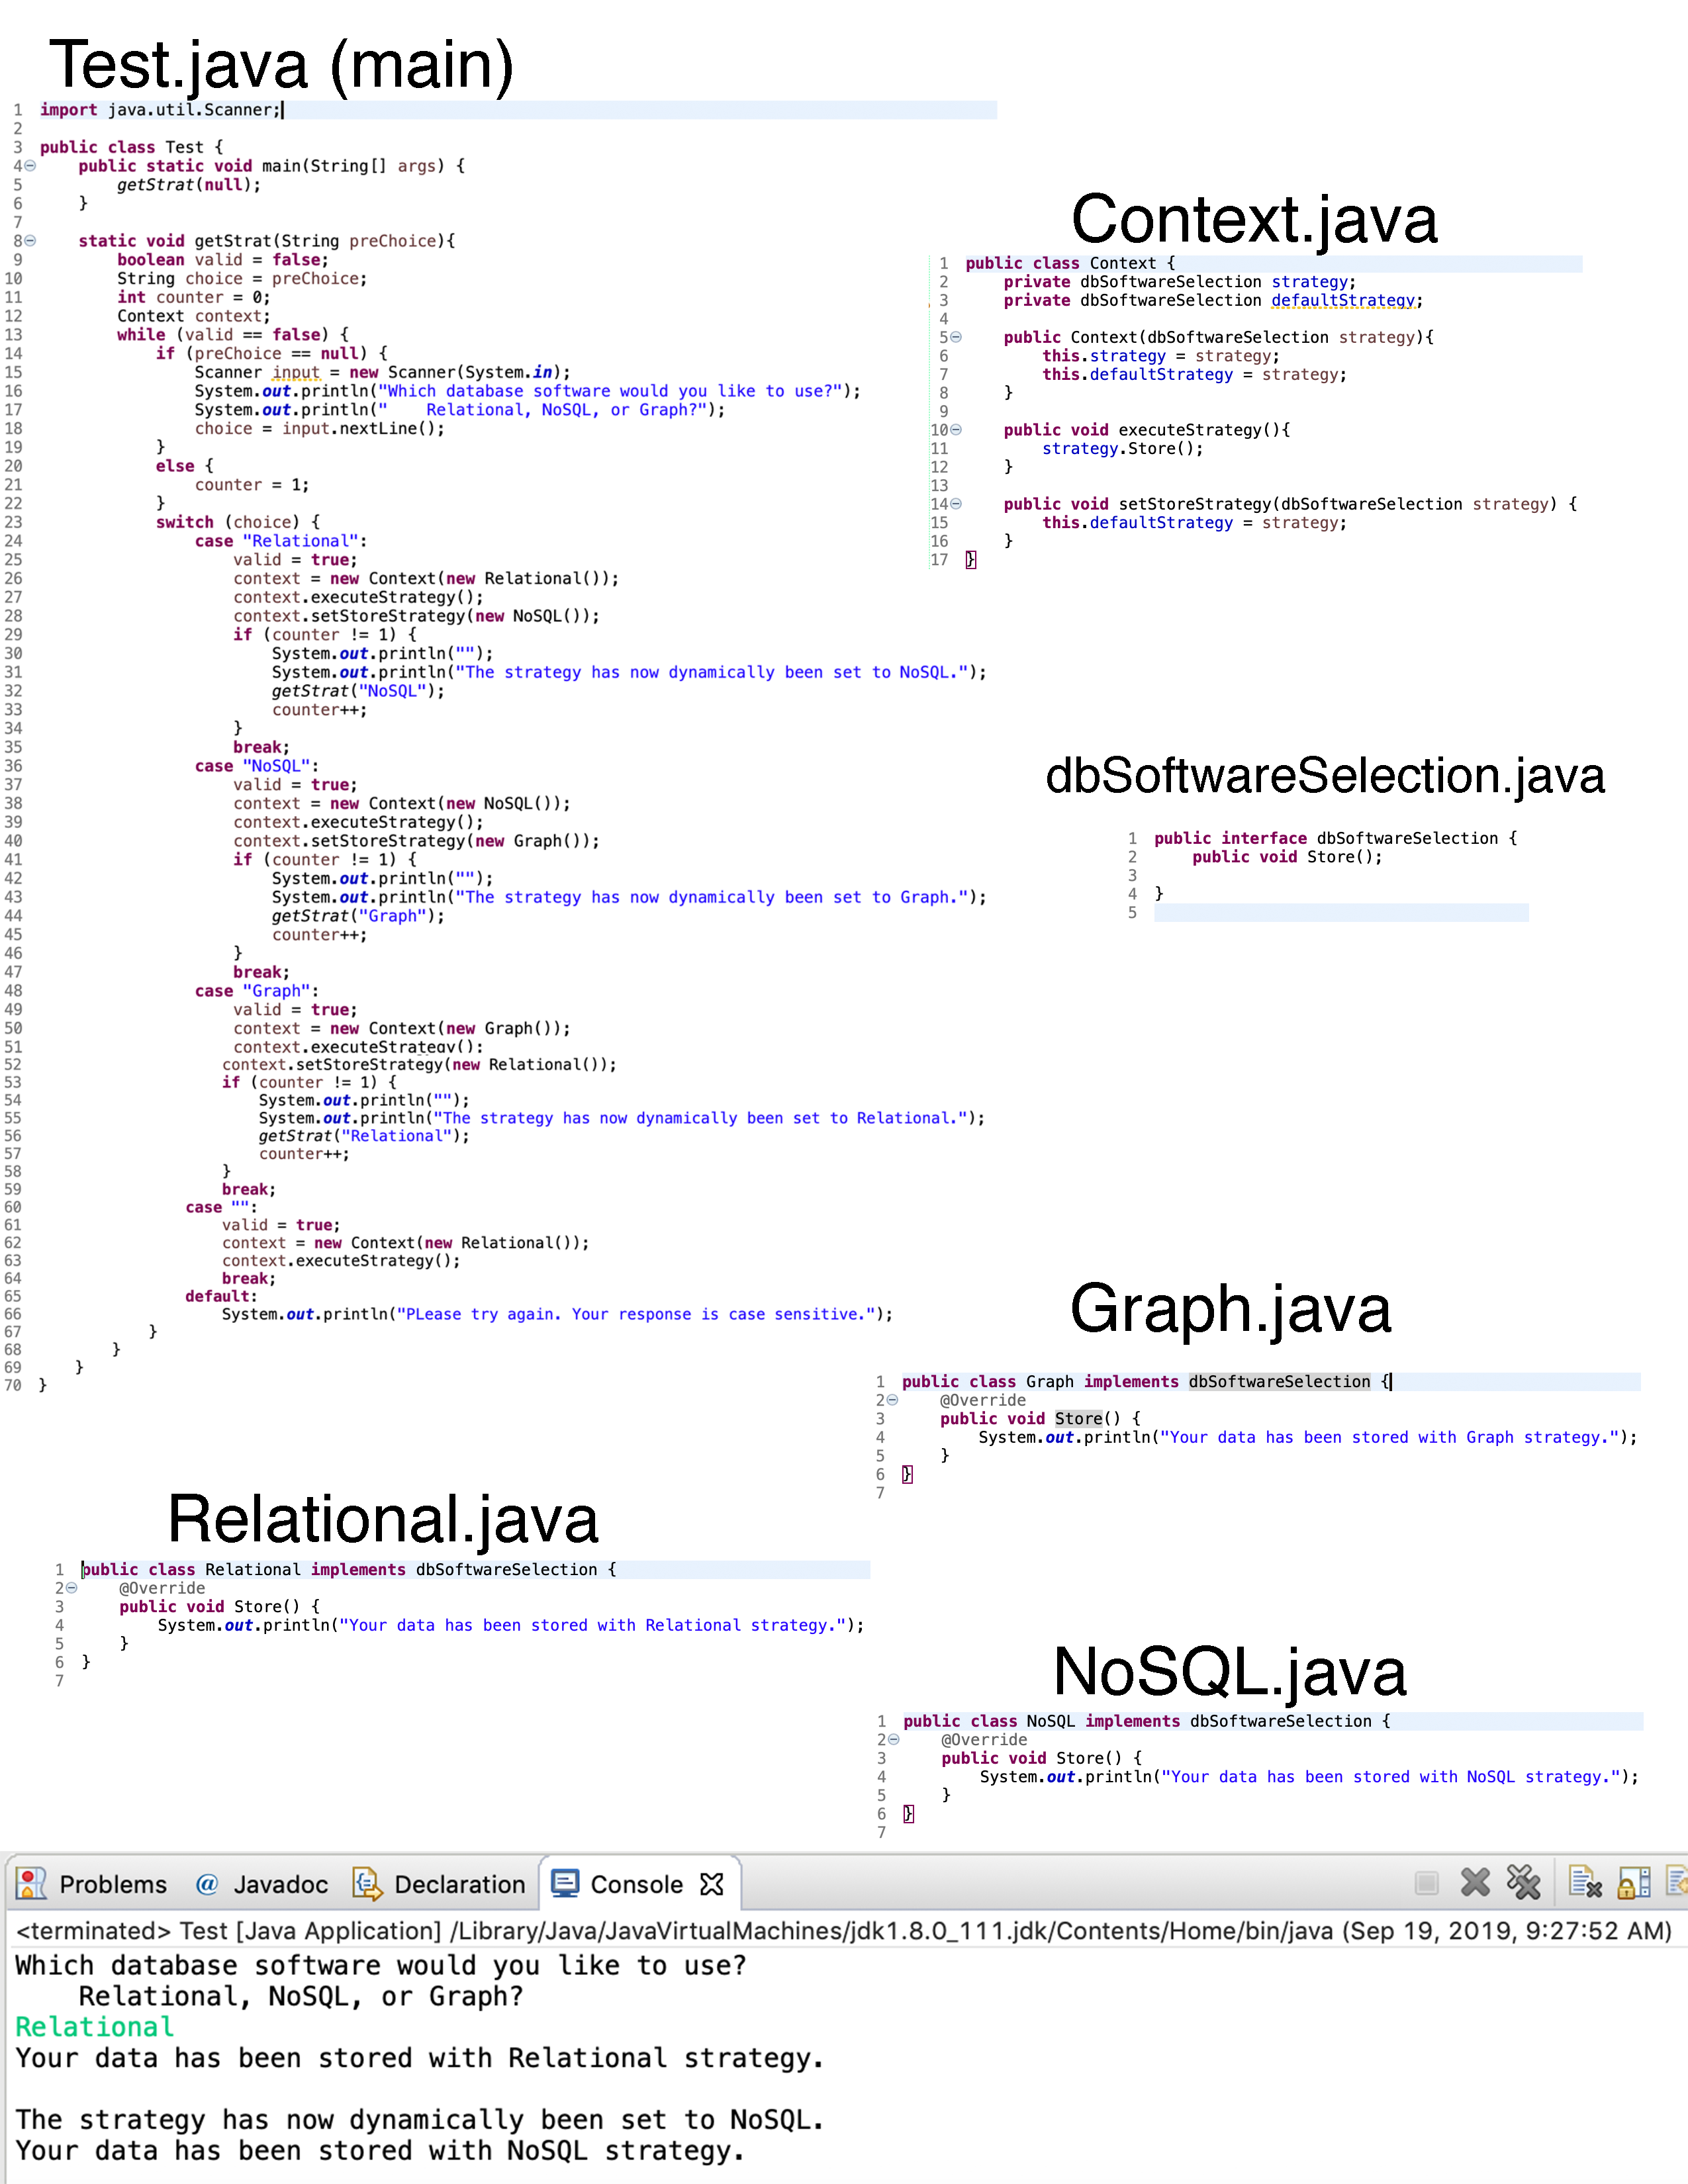 Test.java (main)
1 import java.util.Scanner;
2
3 public class Test {
4     public static void main(String[] args) {
5         getStrat(null);
6     }
7
8     static void getStrat(String preChoice){
9         boolean valid = false;
10         String choice = preChoice;
11         int counter = 0;
12         Context context;
13         while (valid == false) {
14             if (preChoice == null) {
15                 Scanner input = new Scanner(System.in);
16                 System.out.println("Which database software would you like to use?");
17                 System.out.println("    Relational, NoSQL, or Graph?");
18                 choice = input.nextLine();
19             }
20             else {
21                 counter = 1;
22             }
23             switch (choice) {
24                 case "Relational":
25                     valid = true;
26                     context = new Context(new Relational());
27                     context.executeStrategy();
28                     context.setStoreStrategy(new NoSQL());
29                     if (counter != 1) {
30                         System.out.println("");
31                         System.out.println("The strategy has now dynamically been set to NoSQL.");
32                         getStrat("NoSQL");
33                         counter++;
34                     }
35                     break;
36                 case "NoSQL":
37                     valid = true;
38                     context = new Context(new NoSQL());
39                     context.executeStrategy();
40                     context.setStoreStrategy(new Graph());
41                     if (counter != 1) {
42                         System.out.println("");
43                         System.out.println("The strategy has now dynamically been set to Graph.");
44                         getStrat("Graph");
45                         counter++;
46                     }
47                     break;
48                 case "Graph":
49                     valid = true;
50                     context = new Context(new Graph());
51                     context.executeStrategy();
52                     context.setStoreStrategy(new Relational());
53                     if (counter != 1) {
54                         System.out.println("");
55                         System.out.println("The strategy has now dynamically been set to Relational.");
56                         getStrat("Relational");
57                         counter++;
58                     }
59                     break;
60                 case "":
61                     valid = true;
62                     context = new Context(new Relational());
63                     context.executeStrategy();
64                     break;
65                 default:
66                     System.out.println("PLease try again. Your response is case sensitive.");
67             }
68         }
69     }
70 }
Context.java
1 public class Context {
2     private dbSoftwareSelection strategy;
3     private dbSoftwareSelection defaultStrategy;
4
5     public Context(dbSoftwareSelection strategy){
6         this.strategy = strategy;
7         this.defaultStrategy = strategy;
8     }
9
10     public void executeStrategy(){
11         strategy.Store();
12     }
13
14     public void setStoreStrategy(dbSoftwareSelection strategy) {
15         this.defaultStrategy = strategy;
16     }
17 }
dbSoftwareSelection.java
1 public interface dbSoftwareSelection {
2     public void Store();
3
4 }
5
Graph.java
1 public class Graph implements dbSoftwareSelection {
2     @Override
3     public void Store() {
4         System.out.println("Your data has been stored with Graph strategy.");
5     }
6 }
7
Relational.java
1 public class Relational implements dbSoftwareSelection {
2     @Override
3     public void Store() {
4         System.out.println("Your data has been stored with Relational strategy.");
5     }
6 }
7
NoSQL.java
1 public class NoSQL implements dbSoftwareSelection {
2     @Override
3     public void Store() {
4         System.out.println("Your data has been stored with NoSQL strategy.");
5     }
6 }
7
Problems @ Javadoc Declaration Console
<terminated> Test [Java Application] /Library/Java/JavaVirtualMachines/jdk1.8.0_111.jdk/Contents/Home/bin/java (Sep 19, 2019, 9:27:52 AM)
Which database software would you like to use?
    Relational, NoSQL, or Graph?
Relational
Your data has been stored with Relational strategy.

The strategy has now dynamically been set to NoSQL.
Your data has been stored with NoSQL strategy.